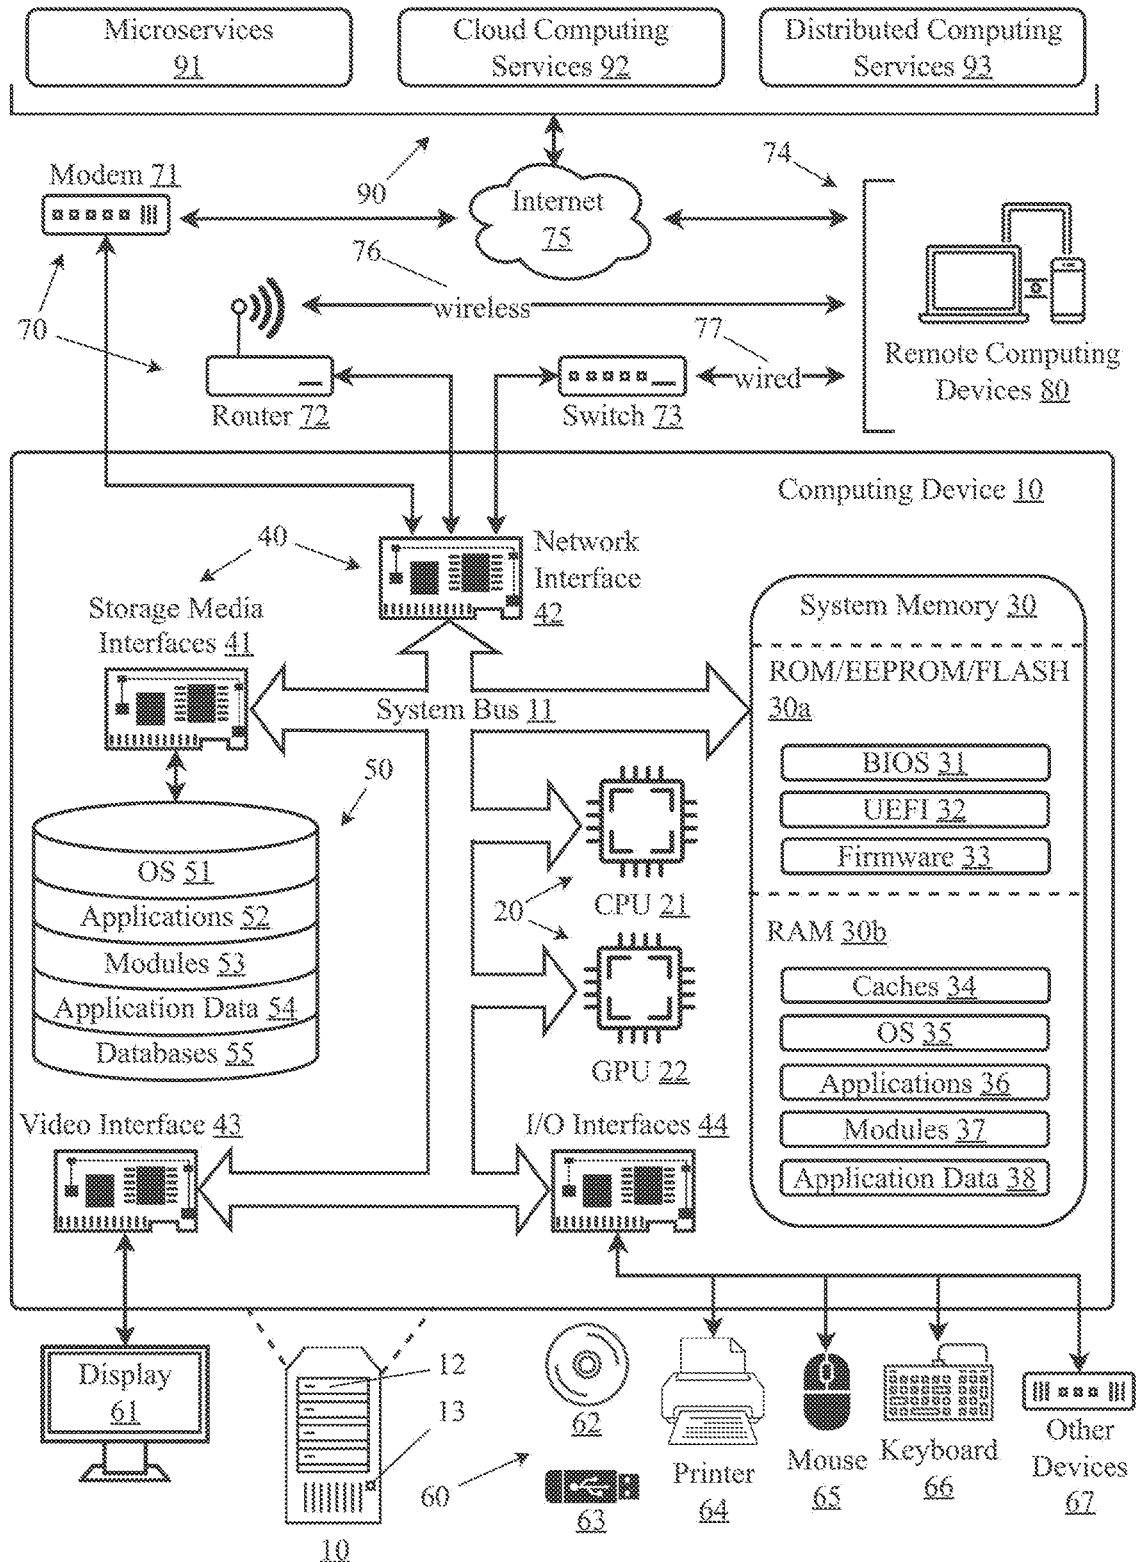 Microservices
91
Cloud Computing
Services 92
Distributed Computing
Services 93
90
74
Modem 71
Internet
75
76
wireless
70
77
wired
Router 72
Switch 73
Remote Computing
Devices 80
Computing Device 10
40
Network
Interface
42
Storage Media
Interfaces 41
System Memory 30
ROM/EEPROM/FLASH
30a
System Bus 11
BIOS 31
UEFI 32
Firmware 33
50
OS 51
Applications 52
Modules 53
Application Data 54
Databases 55
20
CPU 21
GPU 22
RAM 30b
Caches 34
OS 35
Applications 36
Modules 37
Application Data 38
Video Interface 43
I/O Interfaces 44
Display
61
12
13
10
60
62
63
Printer
64
Mouse
65
Keyboard
66
Other
Devices
67